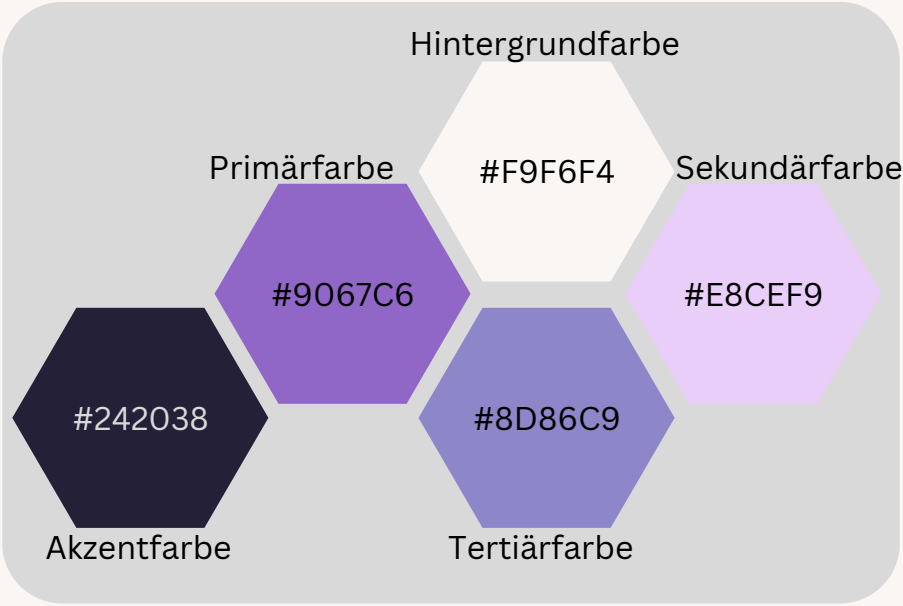 Hintergrundfarbe
#F9F6F4
Primärfarbe
#9067C6
Sekundärfarbe
#E8CEF9
#242038
Akzentfarbe
#8D86C9
Tertiärfarbe